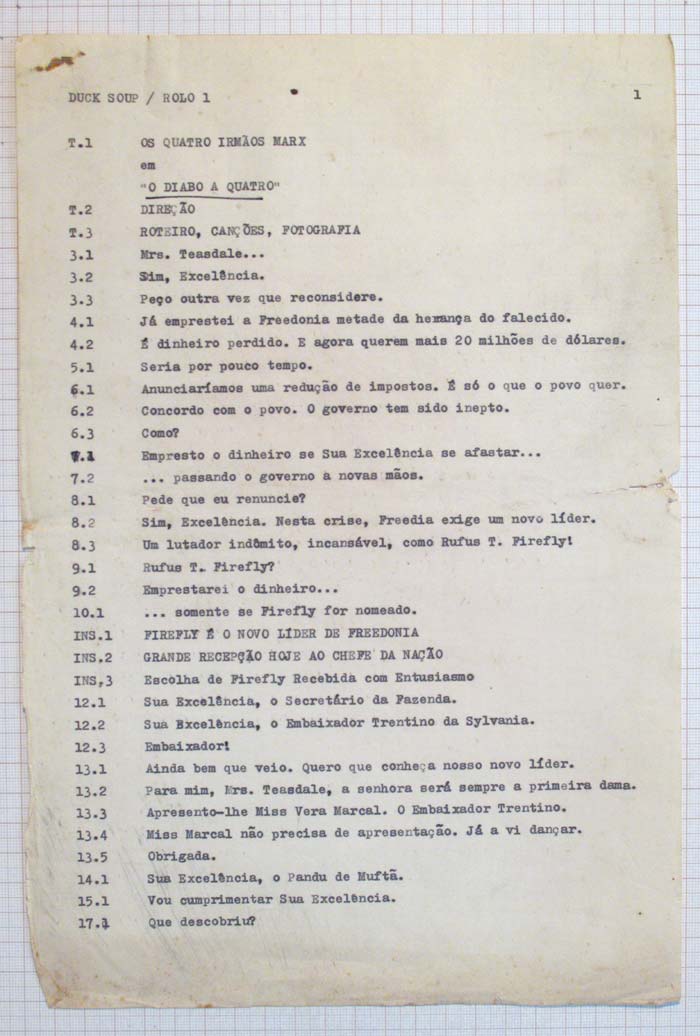 DUCK SOUP / ROLO 1 1
T.1 OS QUATRO IRMÃOS MARX
em
"O DIABO A QUATRO"
T.2 DIREÇÃO
T.3 ROTEIRO, CANÇÕES, FOTOGRAFIA
3.1 Mrs. Teasdale...
3.2 Sim, Excelência.
3.3 Peço outra vez que reconsidere.
4.1 Já emprestei a Freedonia metade da herança do falecido.
4.2 É dinheiro perdido. E agora querem mais 20 milhões de dólares.
5.1 Seria por pouco tempo.
6.1 Anunciaríamos uma redução de impostos. É só o que o povo quer.
6.2 Concordo com o povo. O governo tem sido inepto.
6.3 Como?
7.1 Empresto o dinheiro se Sua Excelência se afastar...
7.2 ... passando o governo a novas mãos.
8.1 Pede que eu renuncie?
8.2 Sim, Excelência. Nesta crise, Freedia exige um novo líder.
8.3 Um lutador indômito, incansável, como Rufus T. Firefly!
9.1 Rufus T. Firefly?
9.2 Emprestarei o dinheiro...
10.1 ... somente se Firefly for nomeado.
INS.1 FIREFLY É O NOVO LÍDER DE FREEDONIA
INS.2 GRANDE RECEPÇÃO HOJE AO CHEFE DA NAÇÃO
INS.3 Escolha de Firefly Recebida com Entusiasmo
12.1 Sua Excelência, o Secretário da Fazenda.
12.2 Sua Excelência, o Embaixador Trentino da Sylvania.
12.3 Embaixador!
13.1 Ainda bem que veio. Quero que conheça nosso novo líder.
13.2 Para mim, Mrs. Teasdale, a senhora será sempre a primeira dama.
13.3 Apresento-lhe Miss Vera Marcal. O Embaixador Trentino.
13.4 Miss Marcal não precisa de apresentação. Já a vi dançar.
13.5 Obrigada.
14.1 Sua Excelência, o Pandu de Muftã.
15.1 Vou cumprimentar Sua Excelência.
17.1 Que descobriu?